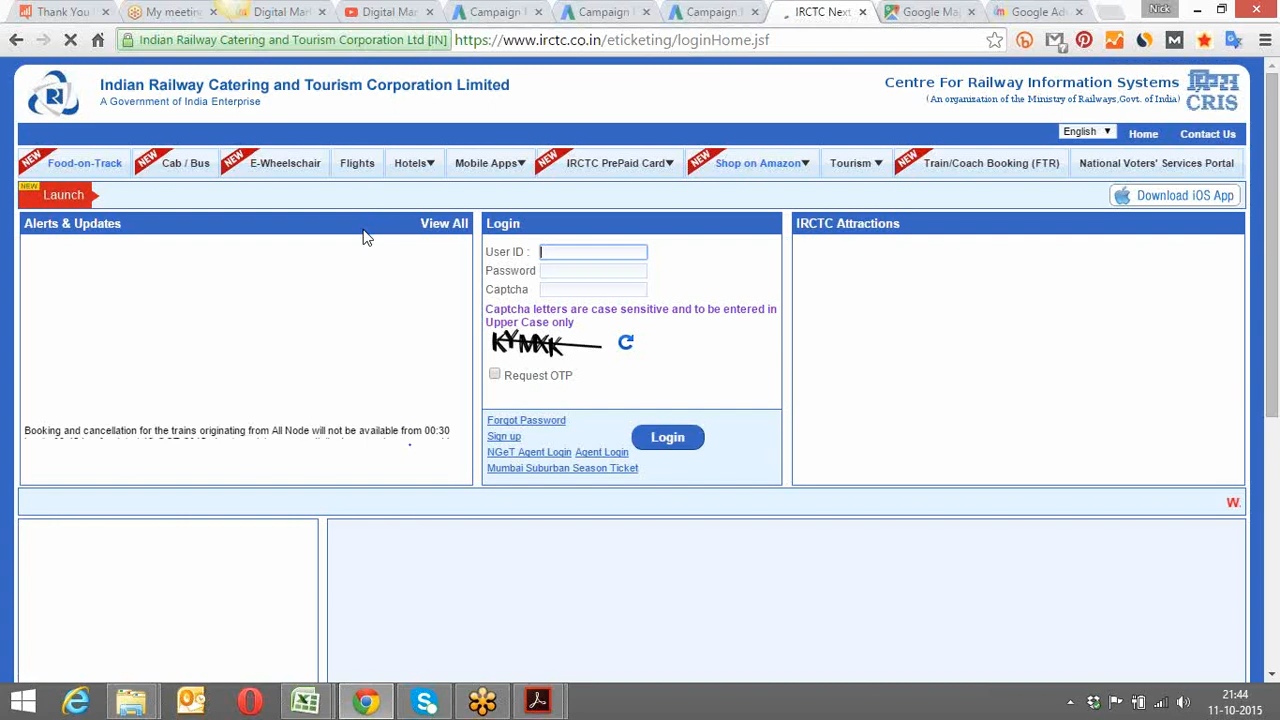 Thank You
My meeting
Digital Mar
Digital Mar
Campaign
Campaign
Campaign
IRCTC Next
Google Ma
Google Ad
Nick
Indian Railway Catering and Tourism Corporation Ltd [IN]
https://www.irctc.co.in/eticketing/loginHome.jsf
Indian Railway Catering and Tourism Corporation Limited
A Government of India Enterprise
Centre For Railway Information Systems
(An organization of the Ministry of Railways,Govt. of India)
CRIS
English
Home
Contact Us
NEW Food-on-Track
NEW Cab / Bus
NEW E-Wheelschair
Flights
Hotels
Mobile Apps
NEW IRCTC PrePaid Card
NEW Shop on Amazon
Tourism
NEW Train/Coach Booking (FTR)
National Voters' Services Portal
NEW Launch
Download iOS App
Alerts & Updates
View All
Booking and cancellation for the trains originating from All Node will not be available from 00:30
Login
User ID :
Password
Captcha
Captcha letters are case sensitive and to be entered in
Upper Case only
KYMKK
Request OTP
Forgot Password
Sign up
NGeT Agent Login
Agent Login
Mumbai Suburban Season Ticket
Login
IRCTC Attractions
W.
21:44
11-10-2015